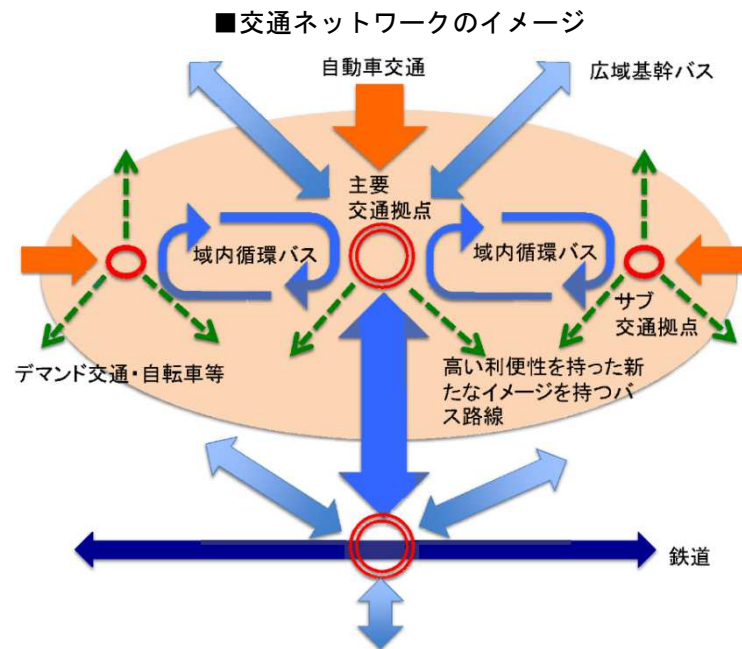 ■交通ネットワークのイメージ
自動車交通
広域基幹バス
主要
交通拠点
域内循環バス
域内循環バス
サブ
交通拠点
デマンド交通・自転車等
高い利便性を持った新
たなイメージを持つバ
ス路線
鉄道